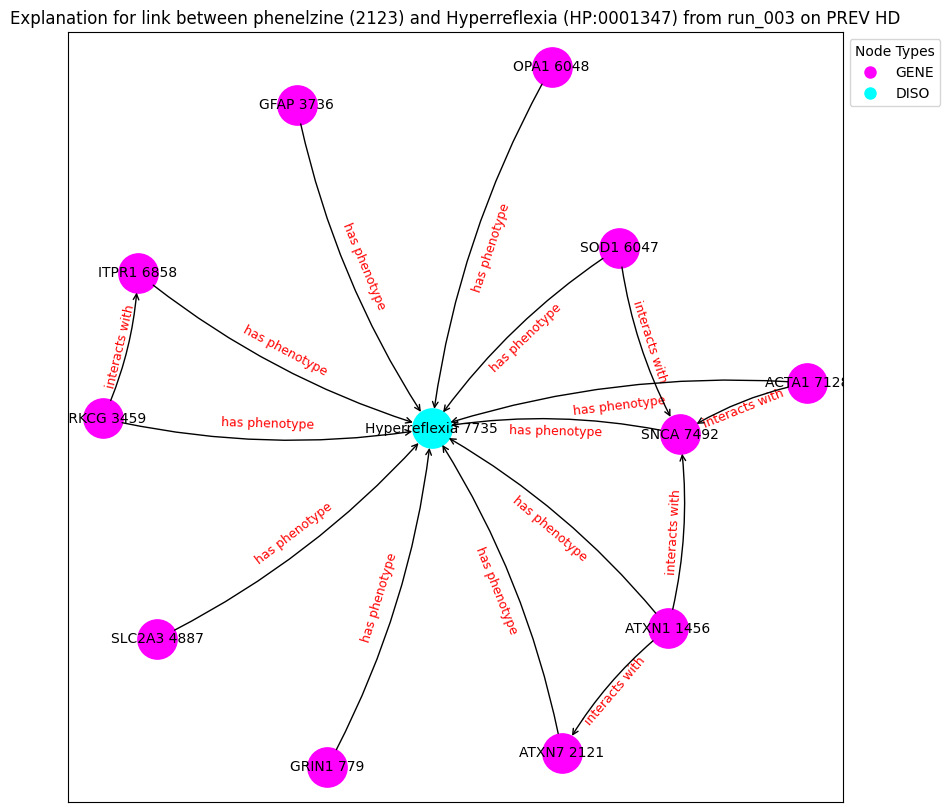 Explanation for link between phenelzine (2123) and Hyperreflexia (HP:0001347) from run_003 on PREV HD
Node Types
GENE
DISO
OPA1 6048
GFAP 3736
has phenotype
has phenotype
SOD1 6047
ITPR1 6858
interacts with
has phenotype
has phenotype
interacts with
ACTA1 7128
has phenotype
interacts with
RKCG 3459
has phenotype
Hyperreflexia 7735
has phenotype
SNCA 7492
has phenotype
has phenotype
interacts with
has phenotype
has phenotype
ATXN1 1456
SLC2A3 4887
interacts with
ATXN7 2121
GRIN1 779